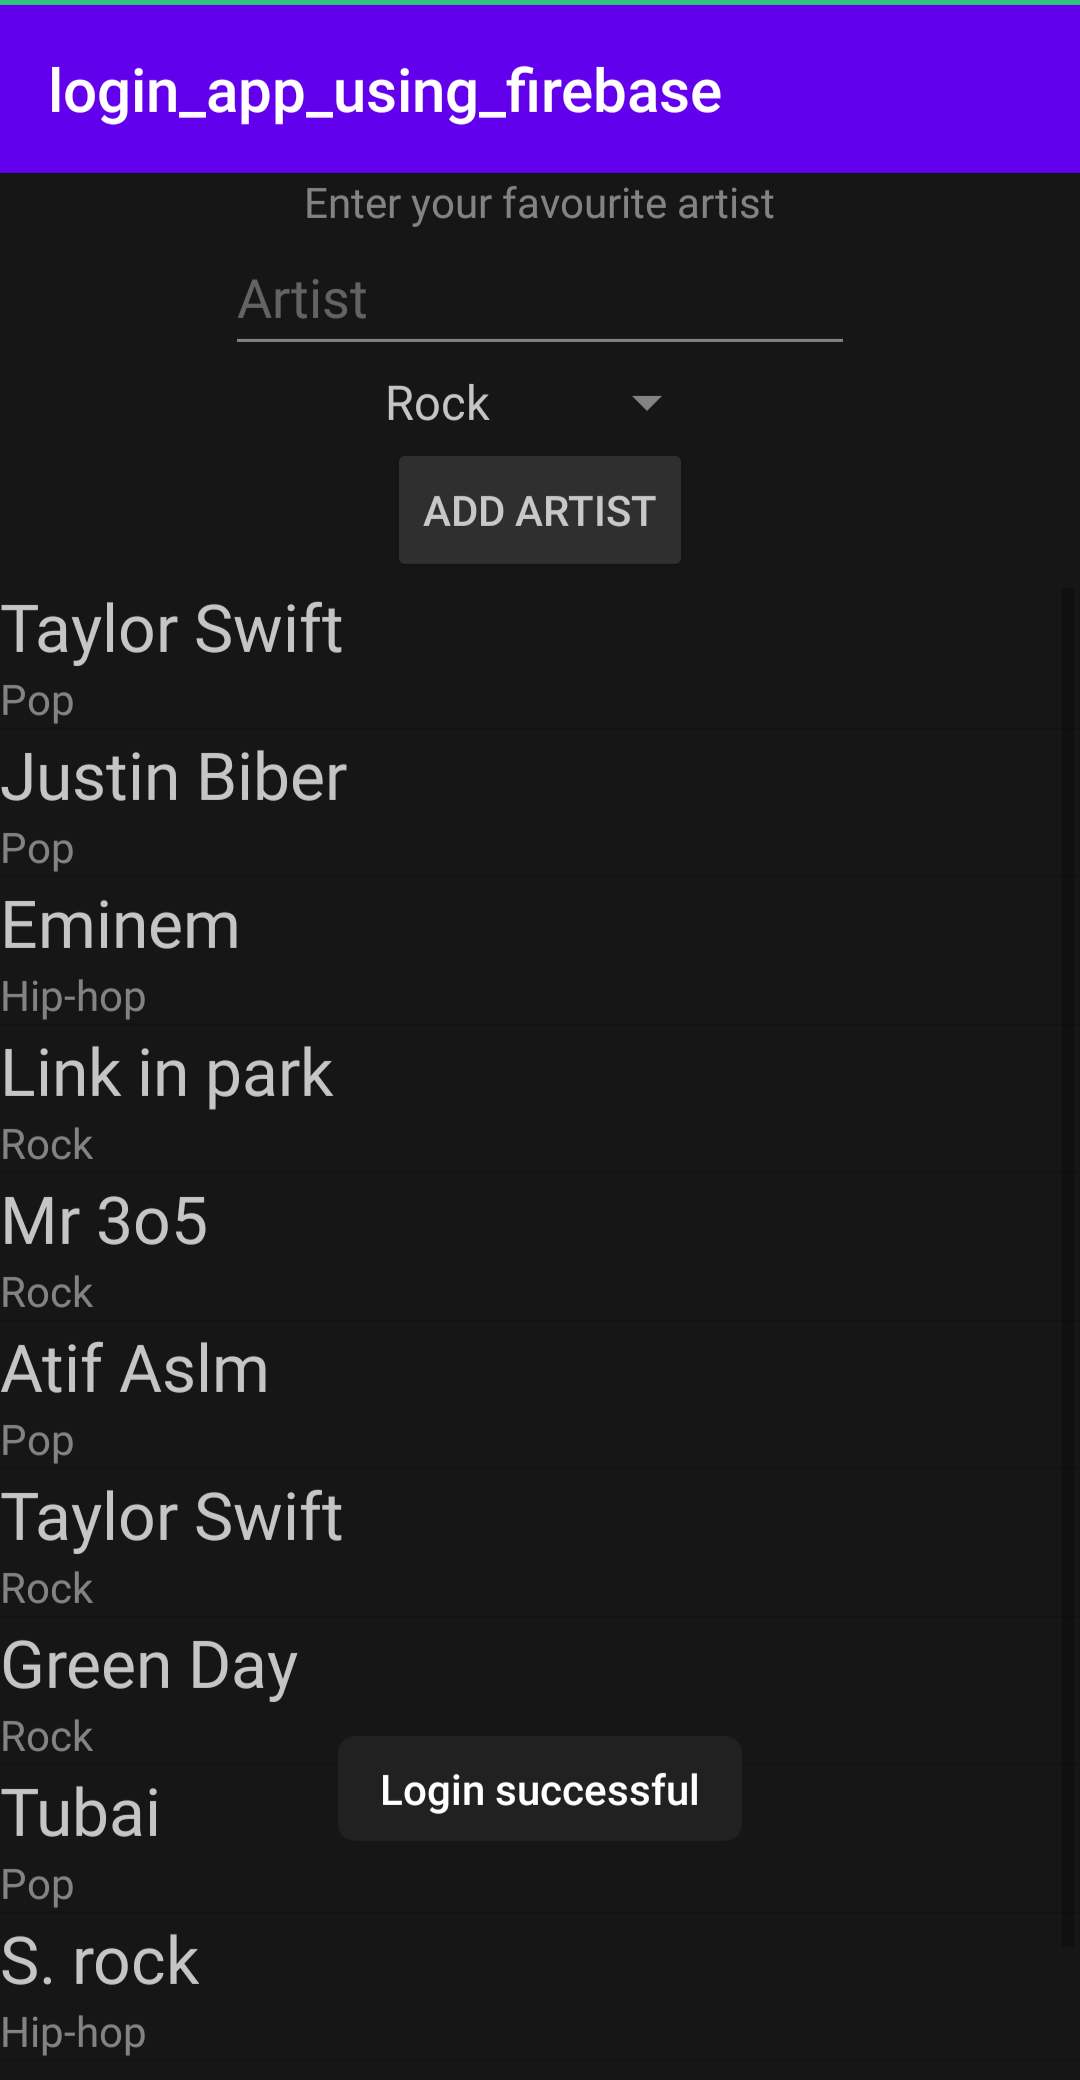 login_app_using_firebase
Enter your favourite artist
Artist
Rock
ADD ARTIST
Taylor Swift
Pop
Justin Biber
Pop
Eminem
Hip-hop
Link in park
Rock
Mr 3o5
Rock
Atif Aslm
Pop
Taylor Swift
Rock
Green Day
Rock
Login successful
Tubai
Pop
S. rock
Hip-hop